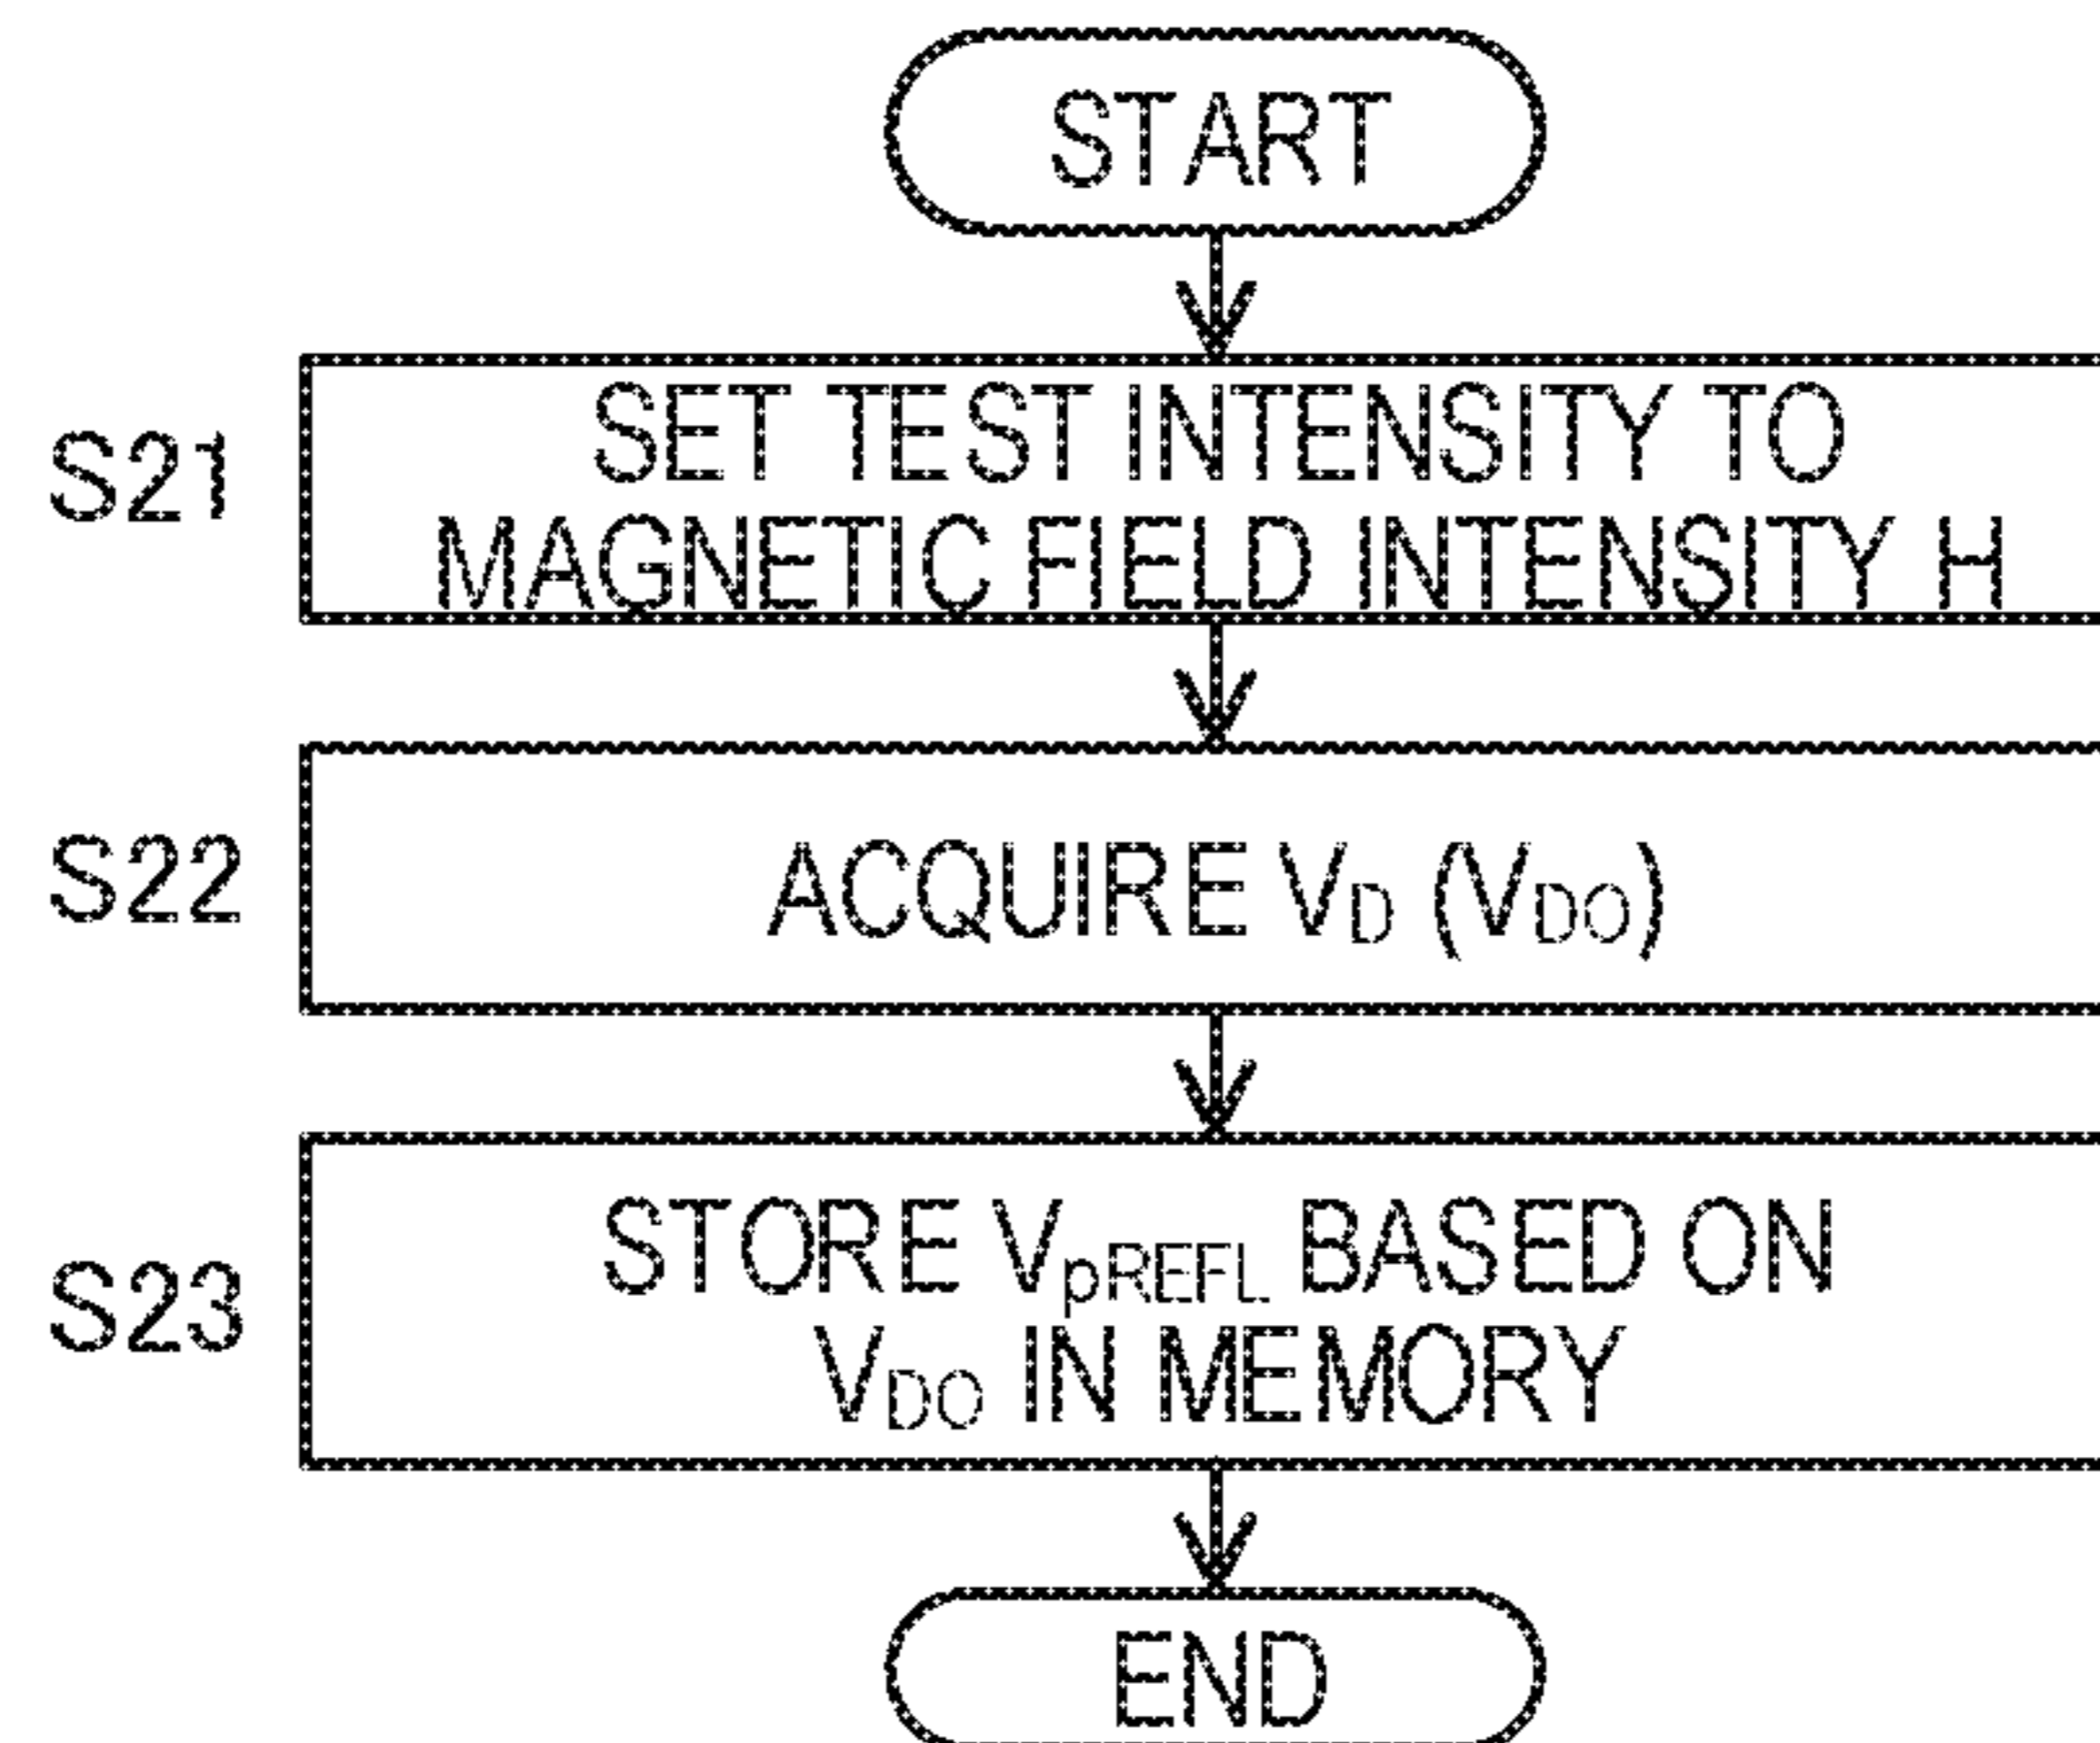 START
S21
SET TEST INTENSITY TO
MAGNETIC FIELD INTENSITY H
S22
ACQUIRE VD (VDO)
S23
STORE VpREFL BASED ON
VDO IN MEMORY
END